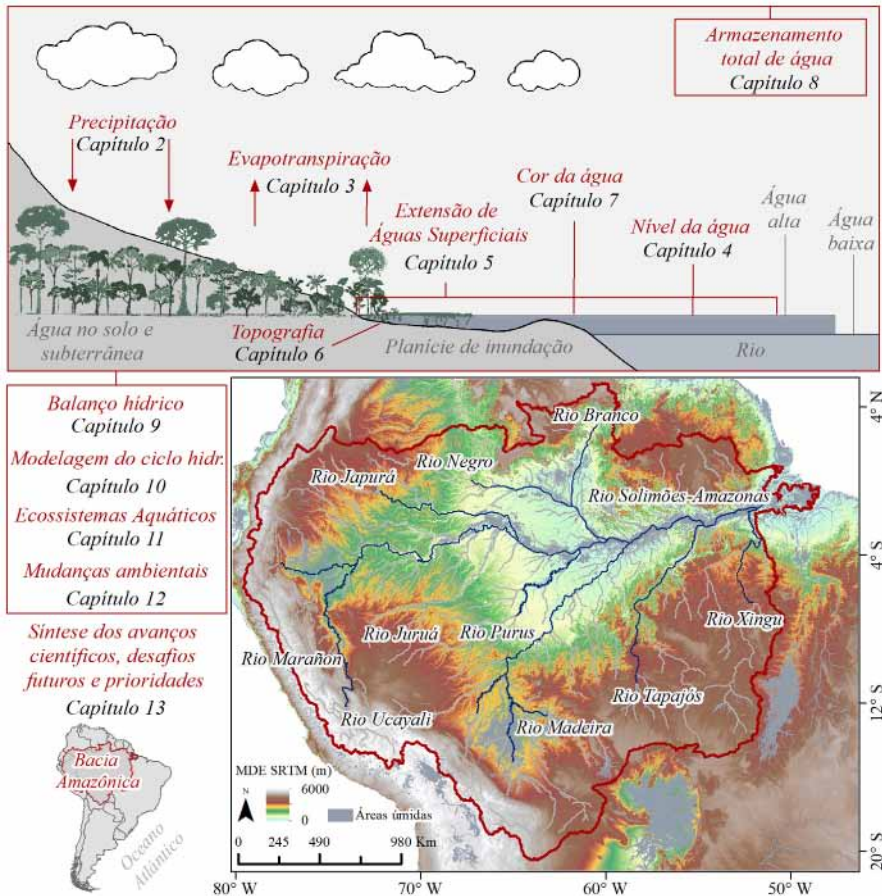 Armazenamento
total de água
Capítulo 8
Precipitação
Capítulo 2
Evapotranspiração
Capítulo 3
Cor da água
Capítulo 7
Extensão de
Águas Superficiais
Capítulo 5
Nível da água
Capítulo 4
Água
alta
Água
baixa
Água no solo e
subterrânea
Topografia
Capítulo 6
Planície de inundação
Rio
Balanço hídrico
Capítulo 9
Modelagem do ciclo hidr.
Capítulo 10
Ecossistemas Aquáticos
Capítulo 11
Mudanças ambientais
Capítulo 12
Síntese dos avanços
científicos, desafios
futuros e prioridades
Capítulo 13
Bacia
Amazônica
Oceano
Atlântico
Rio Branco
Rio Negro
Rio Japurá
Rio Solimões-Amazonas
Rio Juruá
Rio Purus
Rio Xingu
Rio Marañon
Rio Tapajós
Rio Ucayali
Rio Madeira
MDE SRTM (m)
N
6000
0
Áreas úmidas
0 245 490 980 Km
4° N
4° S
12° S
20° S
80° W 70° W 60° W 50° W